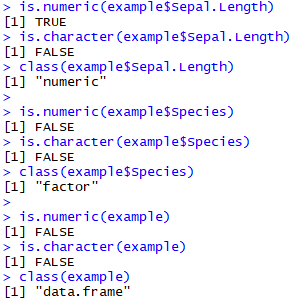 > is.numeric(example$Sepal.Length)
[1] TRUE
> is.character(example$Sepal.Length)
[1] FALSE
> class(example$Sepal.Length)
[1] "numeric"
>
> is.numeric(example$Species)
[1] FALSE
> is.character(example$Species)
[1] FALSE
> class(example$Species)
[1] "factor"
>
> is.numeric(example)
[1] FALSE
> is.character(example)
[1] FALSE
> class(example)
[1] "data.frame"